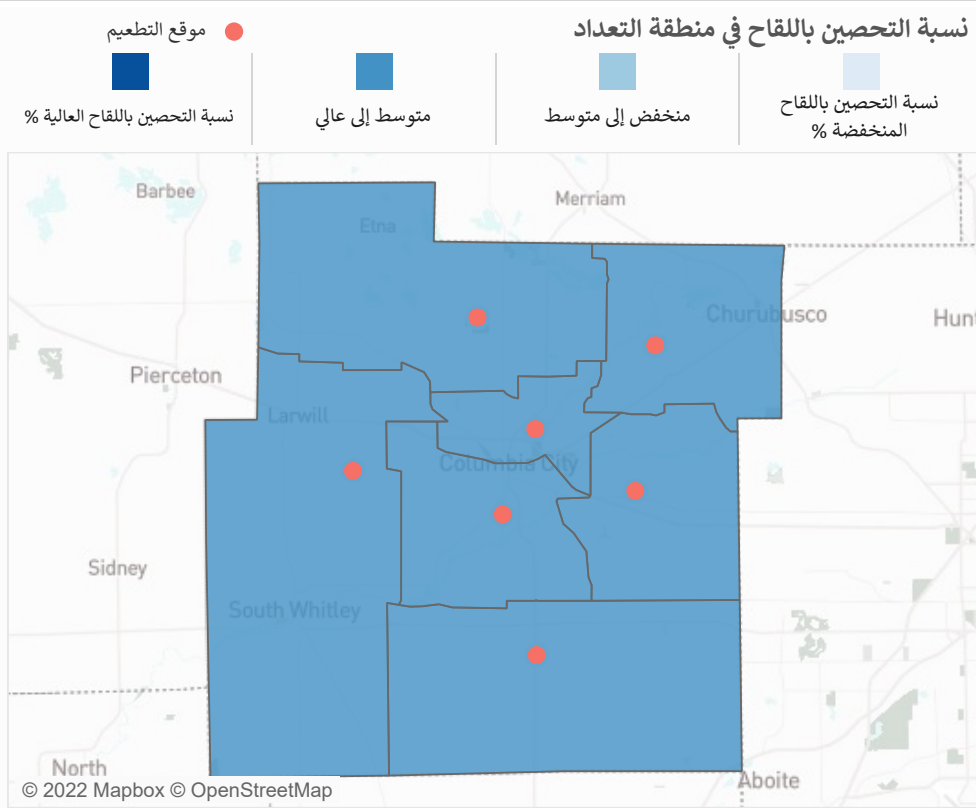 نسبة التحصين باللقاح في منطقة التعداد
موقع التطعيم
نسبة التحصين باللقاح
المنخفضة %
منخفض إلى متوسط
متوسط إلى عالي
نسبة التحصين باللقاح العالية %
Barbee
Merriam
Etna
Churubusco
Hunt
Pierceton
Larwill
Columbia City
Sidney
South Whitley
North
Aboite
© 2022 Mapbox © OpenStreetMap